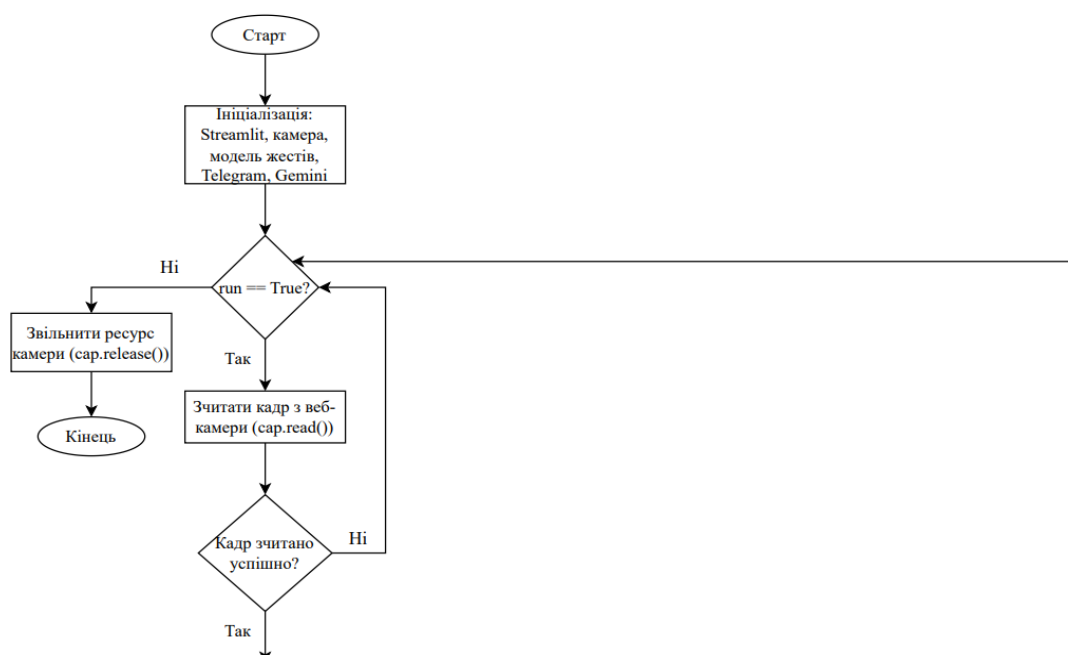 Старт
Ініціалізація:
Streamlit, камера,
модель жестів,
Telegram, Gemini
Ні
run == True?
Звільнити ресурс
камери (cap.release())
Так
Зчитати кадр з веб-
камери (cap.read())
Кінець
Кадр зчитано
успішно?
Ні
Так